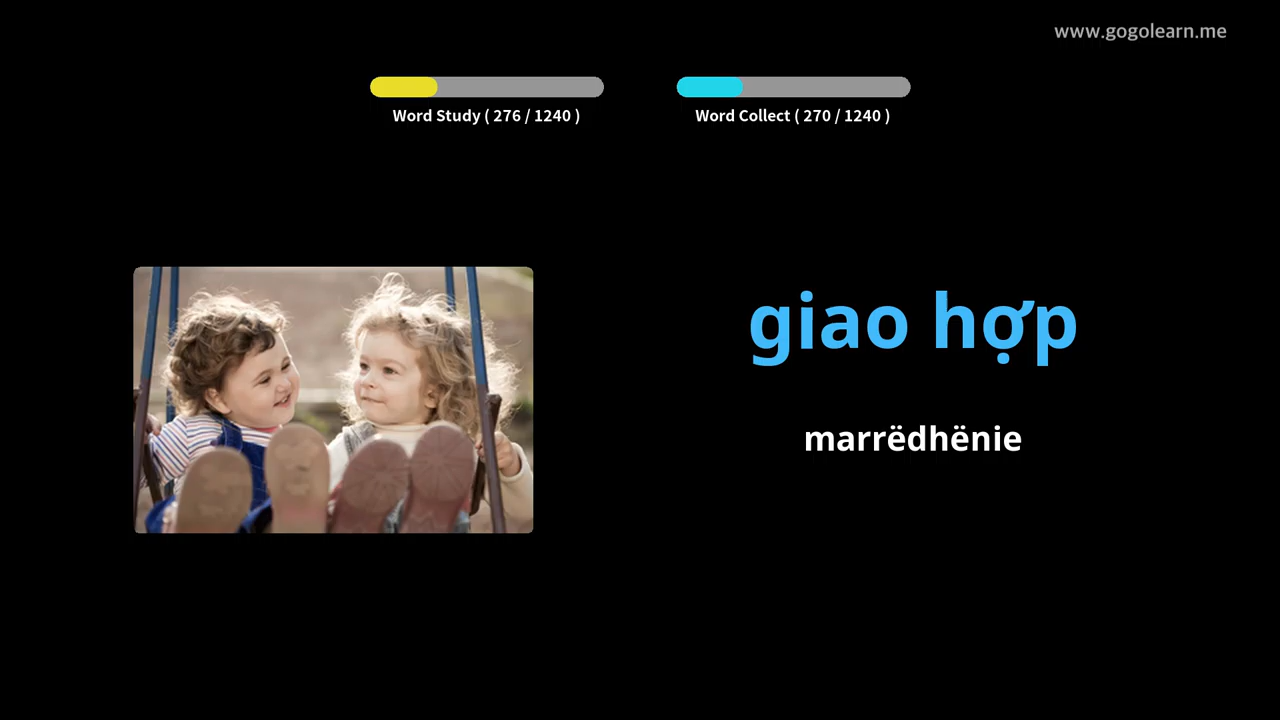 www.gogolearn.me
Word Study ( 276 / 1240 )
Word Collect ( 270 / 1240 )
giao hợp
marrëdhënie